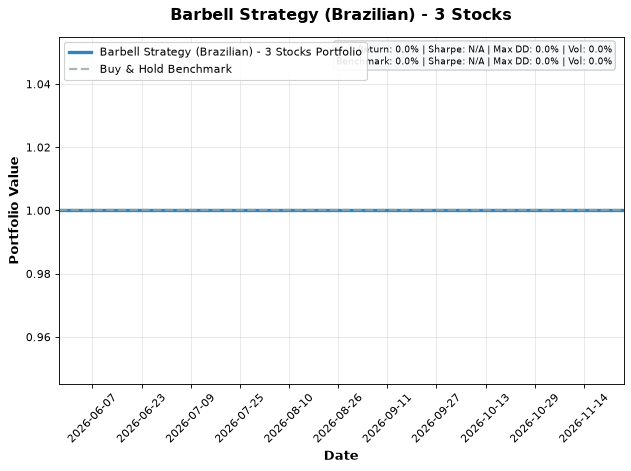 Barbell Strategy (Brazilian) - 3 Stocks
Barbell Strategy (Brazilian) - 3 Stocks Portfolio
Buy & Hold Benchmark
Return: 0.0% | Sharpe: N/A | Max DD: 0.0% | Vol: 0.0%
Benchmark: 0.0% | Sharpe: N/A | Max DD: 0.0% | Vol: 0.0%
Portfolio Value
1.04
1.02
1.00
0.98
0.96
2026-06-07
2026-06-23
2026-07-09
2026-07-25
2026-08-10
2026-08-26
2026-09-11
2026-09-27
2026-10-13
2026-10-29
2026-11-14
Date